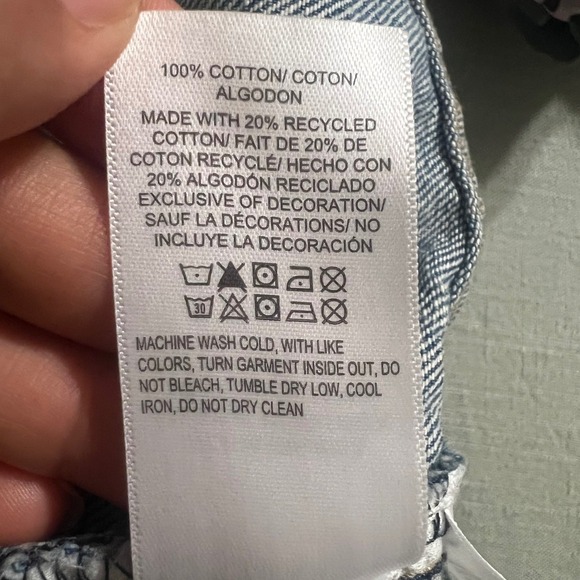 100% COTTON/ COTON/
ALGODON
MADE WITH 20% RECYCLED
COTTON/ FAIT DE 20% DE
COTON RECYCLÉ/ HECHO CON
20% ALGODÓN RECICLADO
EXCLUSIVE OF DECORATION/
SAUF LA DÉCORATIONS/ NO
INCLUYE LA DECORACIÓN
30
MACHINE WASH COLD, WITH LIKE
COLORS, TURN GARMENT INSIDE OUT, DO
NOT BLEACH, TUMBLE DRY LOW, COOL
IRON, DO NOT DRY CLEAN